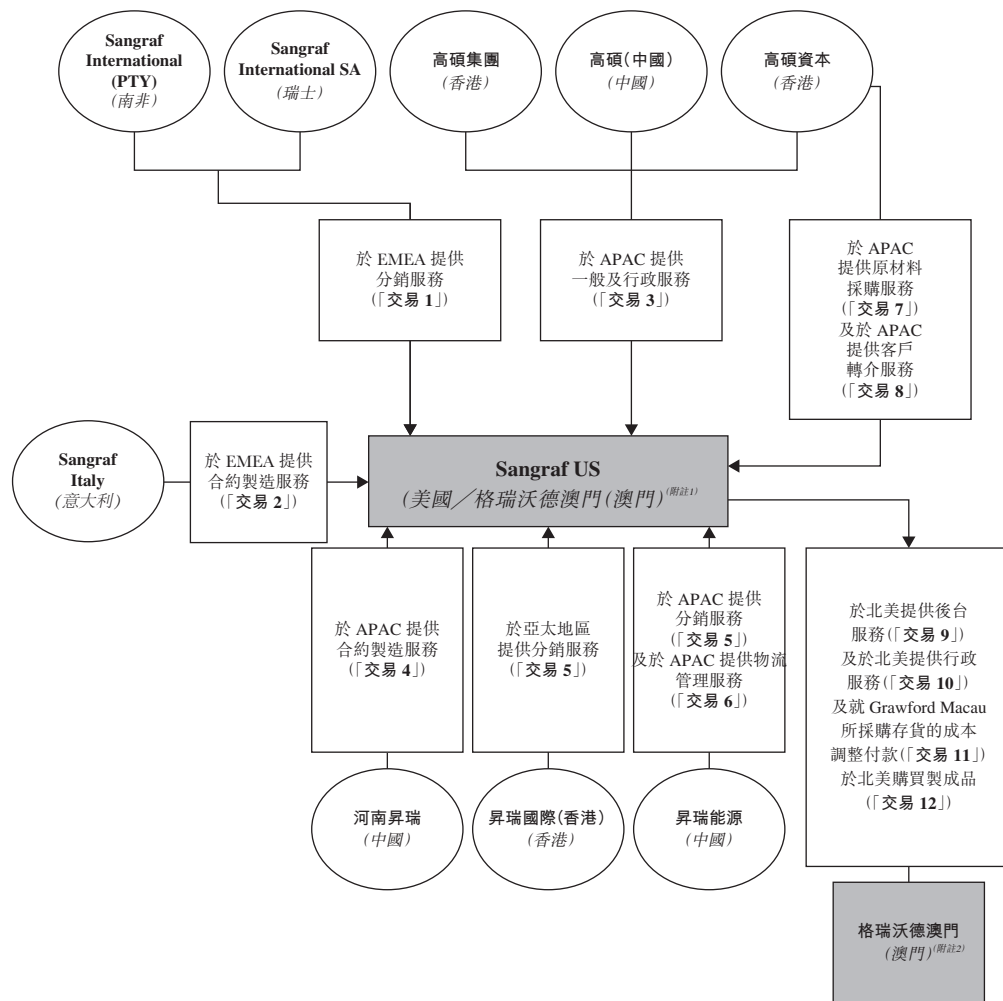 Sangraf
International
(PTY)
(南非)
Sangraf
International SA
(瑞士)
高碩集團
(香港)
高碩(中國)
(中國)
高碩資本
(香港)
於 EMEA 提供
分銷服務
(「交易 1」)
於 APAC 提供
一般及行政服務
(「交易 3」)
於 APAC
提供原材料
採購服務
(「交易 7」)
及於 APAC
提供客戶
轉介服務
(「交易 8」)
Sangraf
Italy
(意大利)
於 EMEA 提供
合約製造服務
(「交易 2」)
Sangraf US
(美國／格瑞沃德澳門(澳門)(附註1)
於 APAC 提供
合約製造服務
(「交易 4」)
於亞太地區
提供分銷服務
(「交易 5」)
於 APAC 提供
分銷服務
(「交易 5」)
及於 APAC 提供物流
管理服務
(「交易 6」)
於北美提供後台
服務(「交易 9」)
及於北美提供行政
服務(「交易 10」)
及就 Grawford Macau
所採購存貨的成本
調整付款(「交易 11」)
於北美購買製成品
(「交易 12」)
河南昇瑞
(中國)
昇瑞國際(香港)
(香港)
昇瑞能源
(中國)
格瑞沃德澳門
(澳門)(附註2)